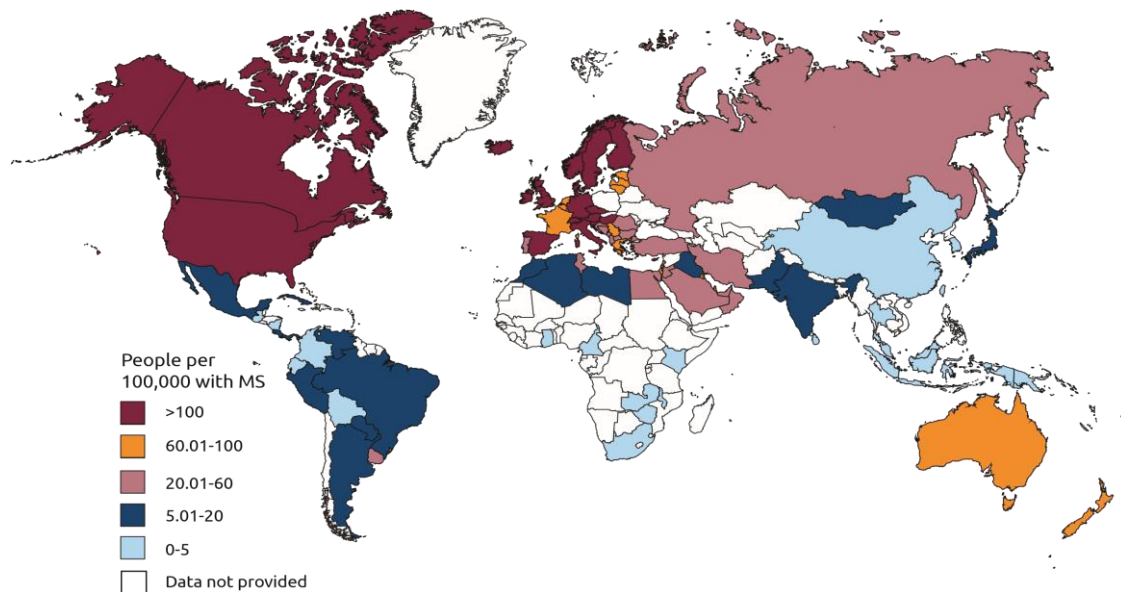 People per
100,000 with MS
>100
60.01-100
20.01-60
5.01-20
0-5
Data not provided